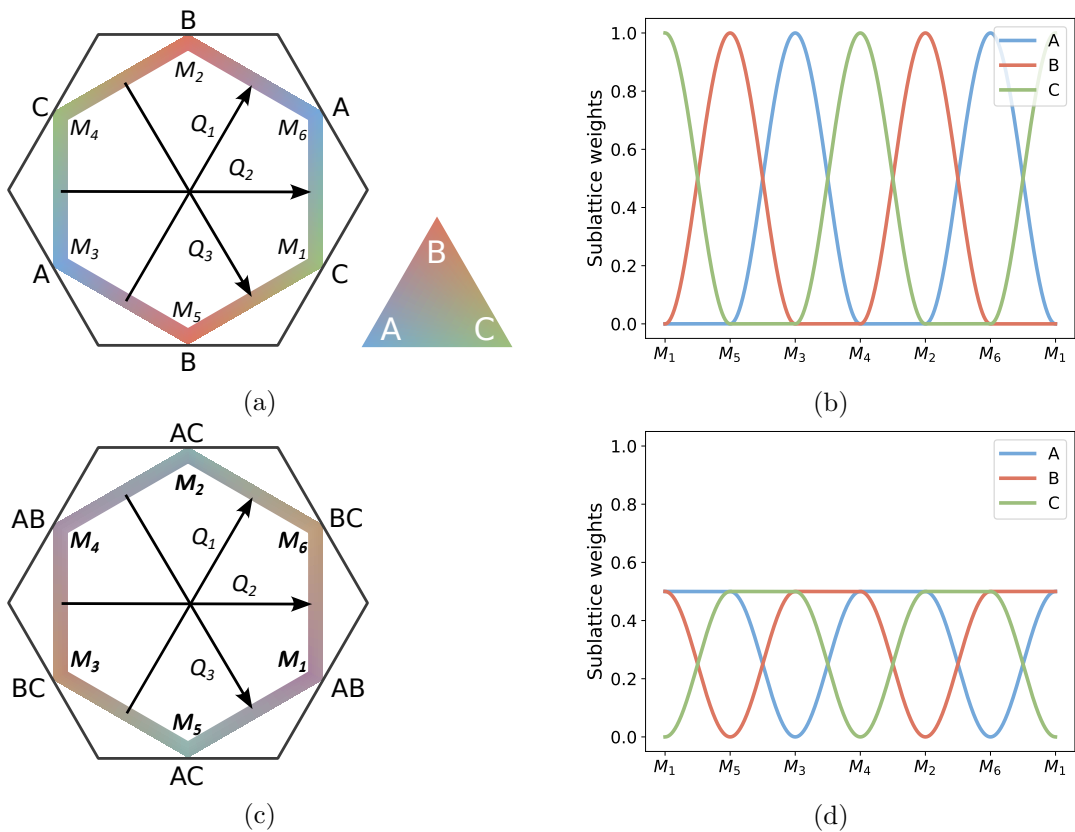 B
M2
C
A
M4
M6
Q1
Q2
Q3
M3
M1
A
C
M5
B
B
A
C
(a)
Sublattice weights
1.0
0.8
0.6
0.4
0.2
0.0
A
B
C
M1 M5 M3 M4 M2 M6 M1
(b)
AC
M2
AB
BC
M4
M6
Q1
Q2
Q3
M3
M1
BC
AB
M5
AC
(c)
Sublattice weights
1.0
0.8
0.6
0.4
0.2
0.0
A
B
C
M1 M5 M3 M4 M2 M6 M1
(d)